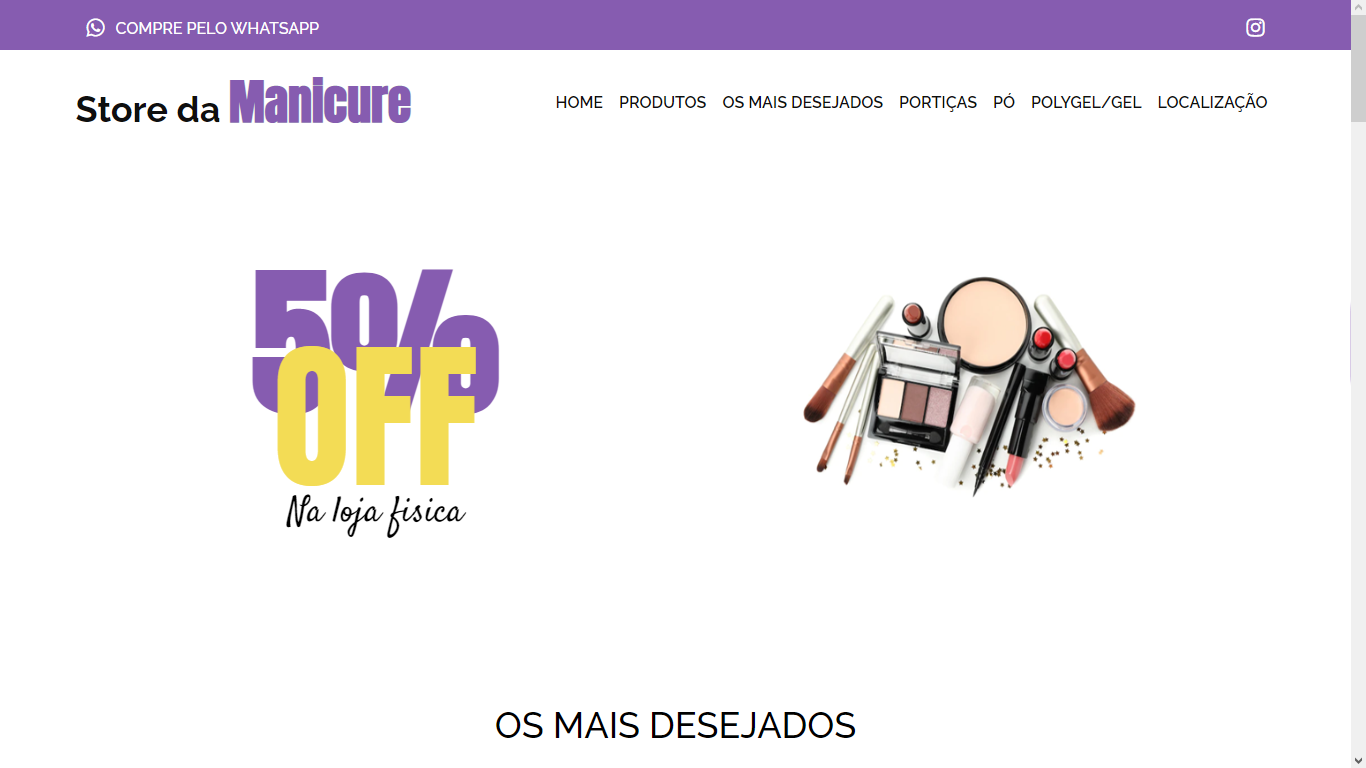 COMPRE PELO WHATSAPP
Store da Manicure
HOME PRODUTOS OS MAIS DESEJADOS PORTIÇAS PÓ POLYGEL/GEL LOCALIZAÇÃO
5%
OFF
Na loja fisica
OS MAIS DESEJADOS